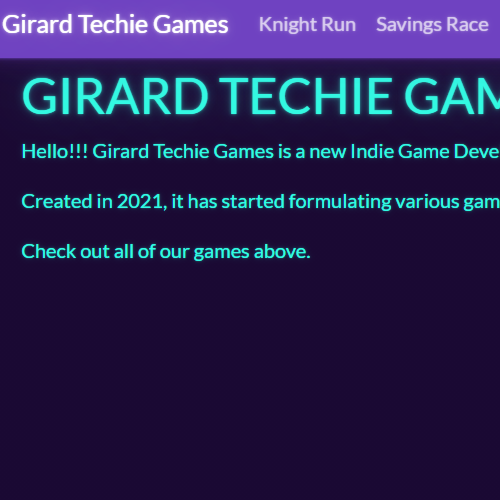 Girard Techie Games Knight Run Savings Race
GIRARD TECHIE GAM
Hello!!! Girard Techie Games is a new Indie Game Deve
Created in 2021, it has started formulating various gam
Check out all of our games above.